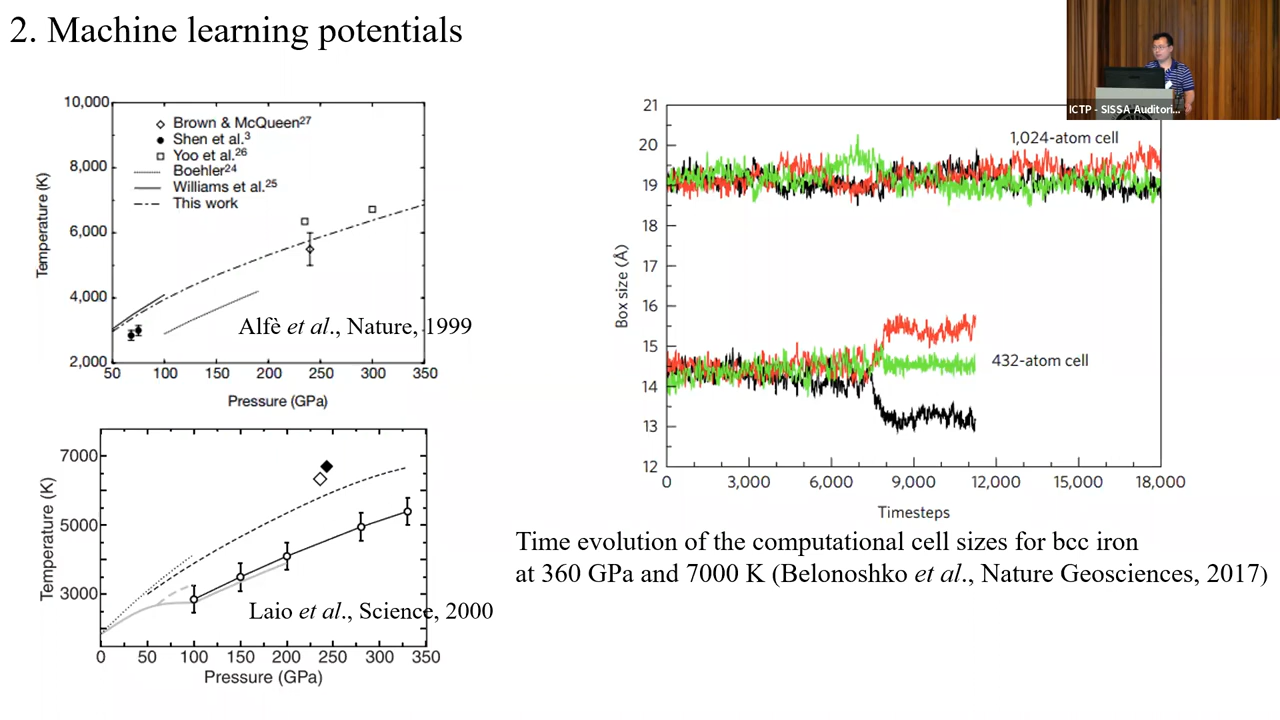 2. Machine learning potentials
ICTP - SISSA Auditori...
10,000
8,000
6,000
4,000
2,000
Temperature (K)
Brown & McQueen27
Shen et al.3
Yoo et al.26
Boehler24
Williams et al.25
This work
Alfè et al., Nature, 1999
50 100 150 200 250 300 350
Pressure (GPa)
7000
5000
3000
Temperature (K)
Laio et al., Science, 2000
0 50 100 150 200 250 300 350
Pressure (GPa)
21
20
19
18
17
16
15
14
13
12
Box size (Å)
1,024-atom cell
432-atom cell
0 3,000 6,000 9,000 12,000 15,000 18,000
Timesteps
Time evolution of the computational cell sizes for bcc iron
at 360 GPa and 7000 K (Belonoshko et al., Nature Geosciences, 2017)